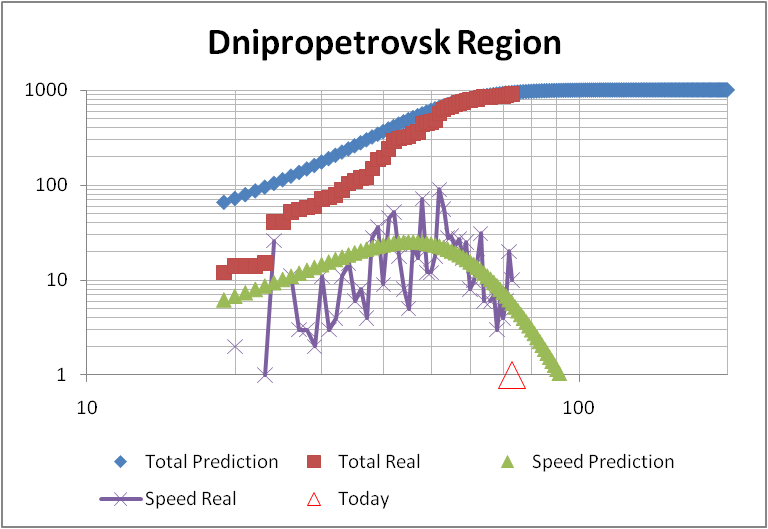 Dnipropetrovsk Region
1000
100
10
1
10 100
Total Prediction Total Real Speed Prediction
Speed Real Today